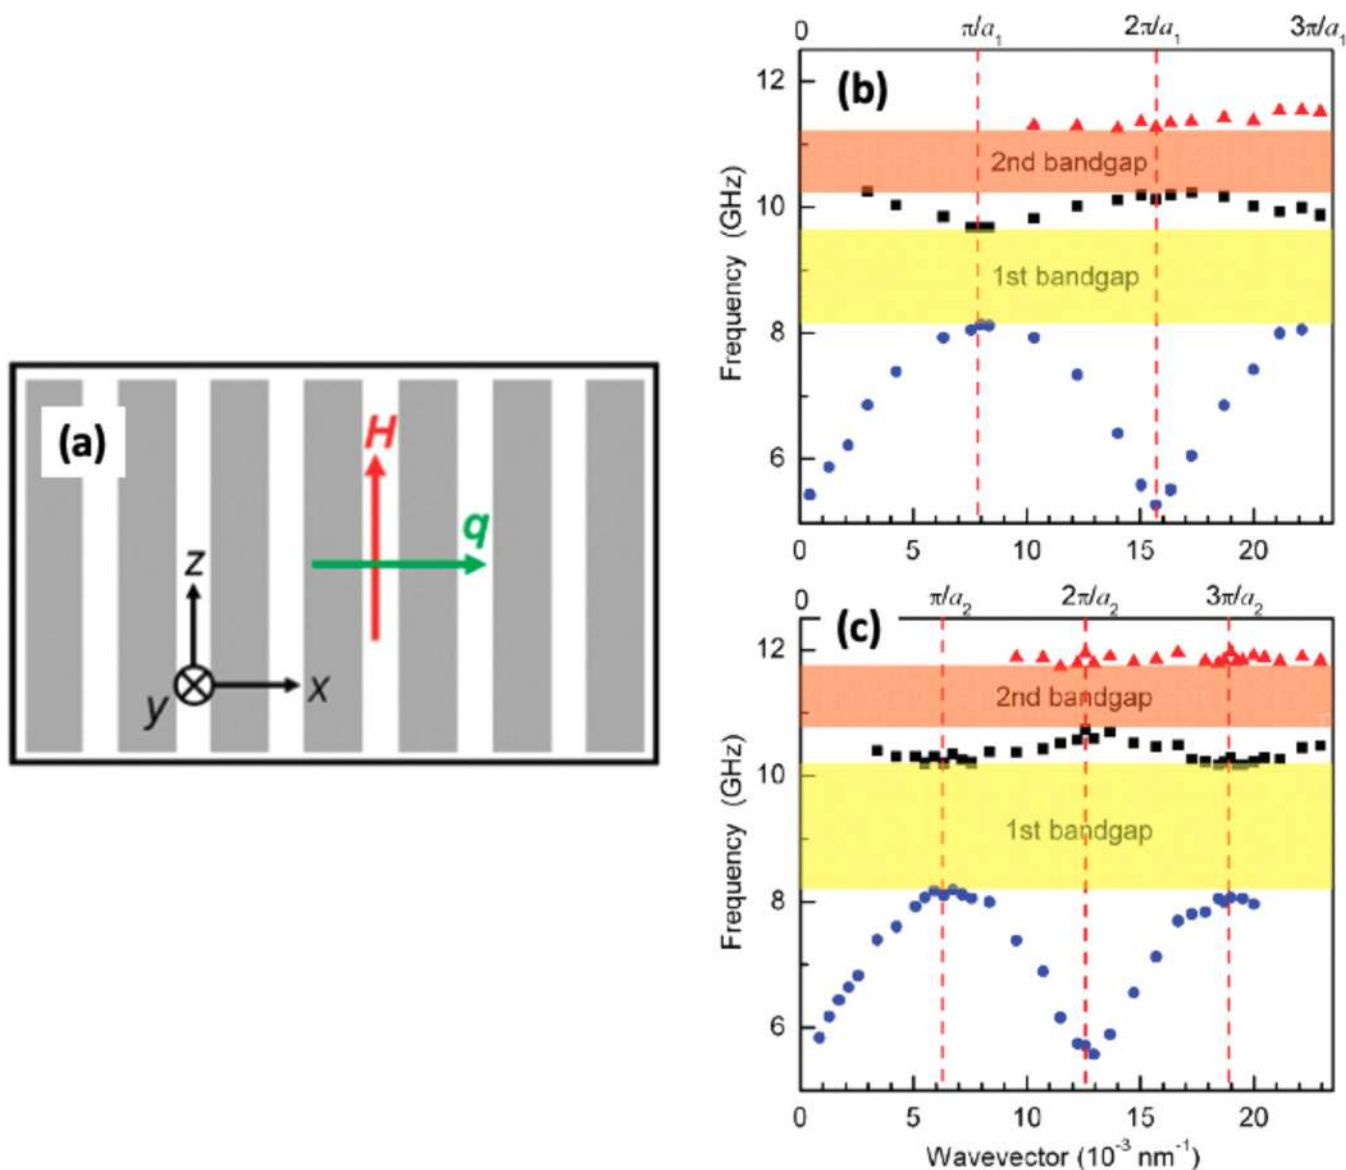 (a)
H
q
z
y
x
0 π/a₁ 2π/a₁ 3π/a₁
(b)
12
10
8
6
Frequency (GHz)
2nd bandgap
1st bandgap
0 5 10 15 20
0 π/a₂ 2π/a₂ 3π/a₂
(c)
12
10
8
6
Frequency (GHz)
2nd bandgap
1st bandgap
0 5 10 15 20
Wavevector (10⁻³ nm⁻¹)